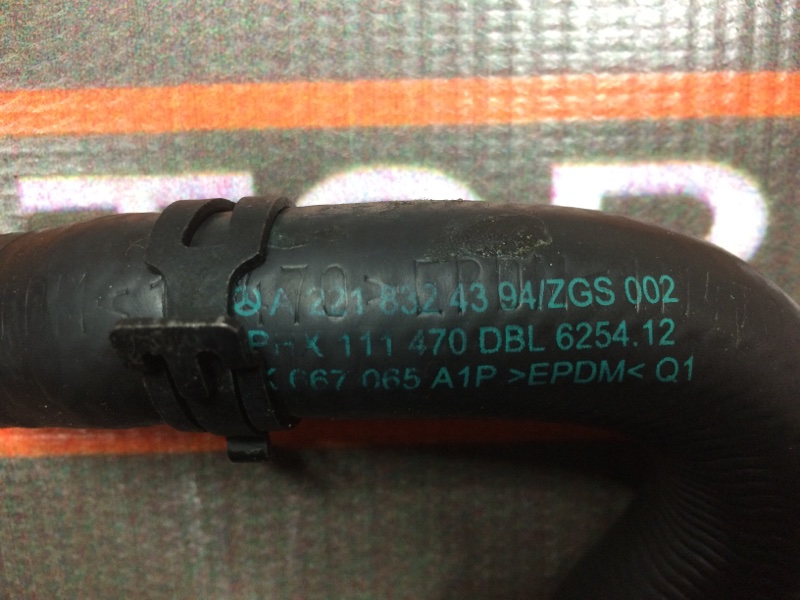 A 221 832 43 94/ZGS 002
X 111 470 DBL 6254.12
667 065 A1P >EPDM< Q1